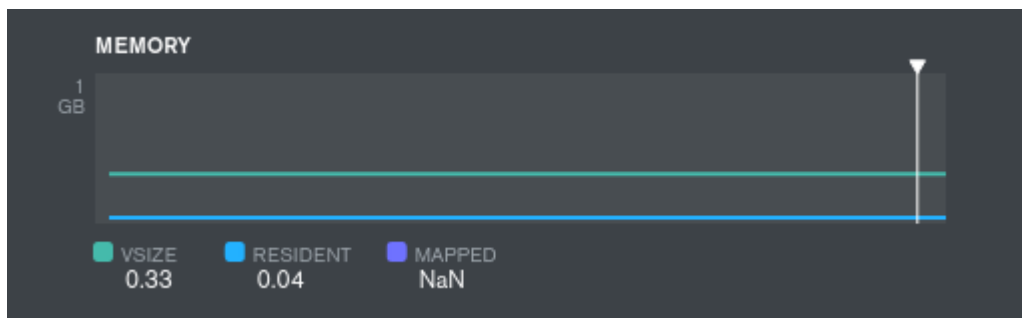 MEMORY
1
GB
VSIZE RESIDENT MAPPED
0.33 0.04 NaN